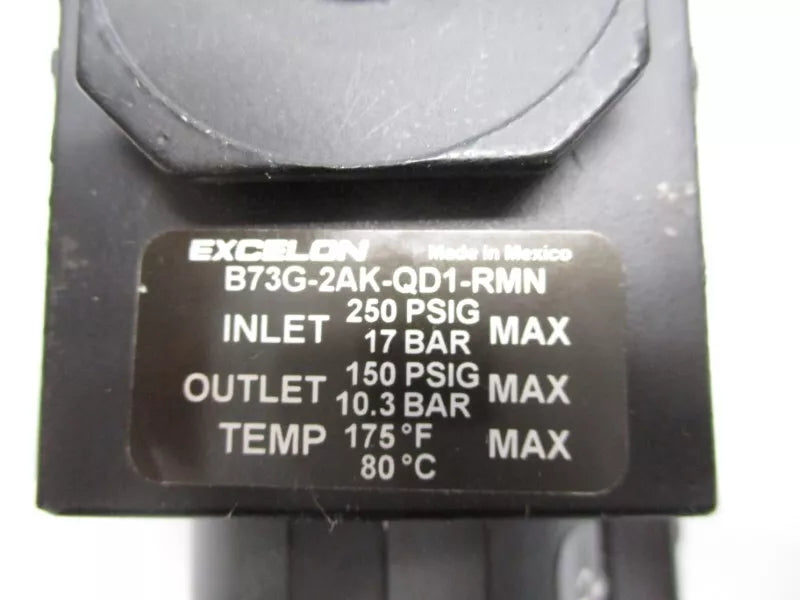 EXCELON Made in Mexico
B73G-2AK-QD1-RMN
INLET 250 PSIG 17 BAR MAX
OUTLET 150 PSIG 10.3 BAR MAX
TEMP 175 °F 80 °C MAX